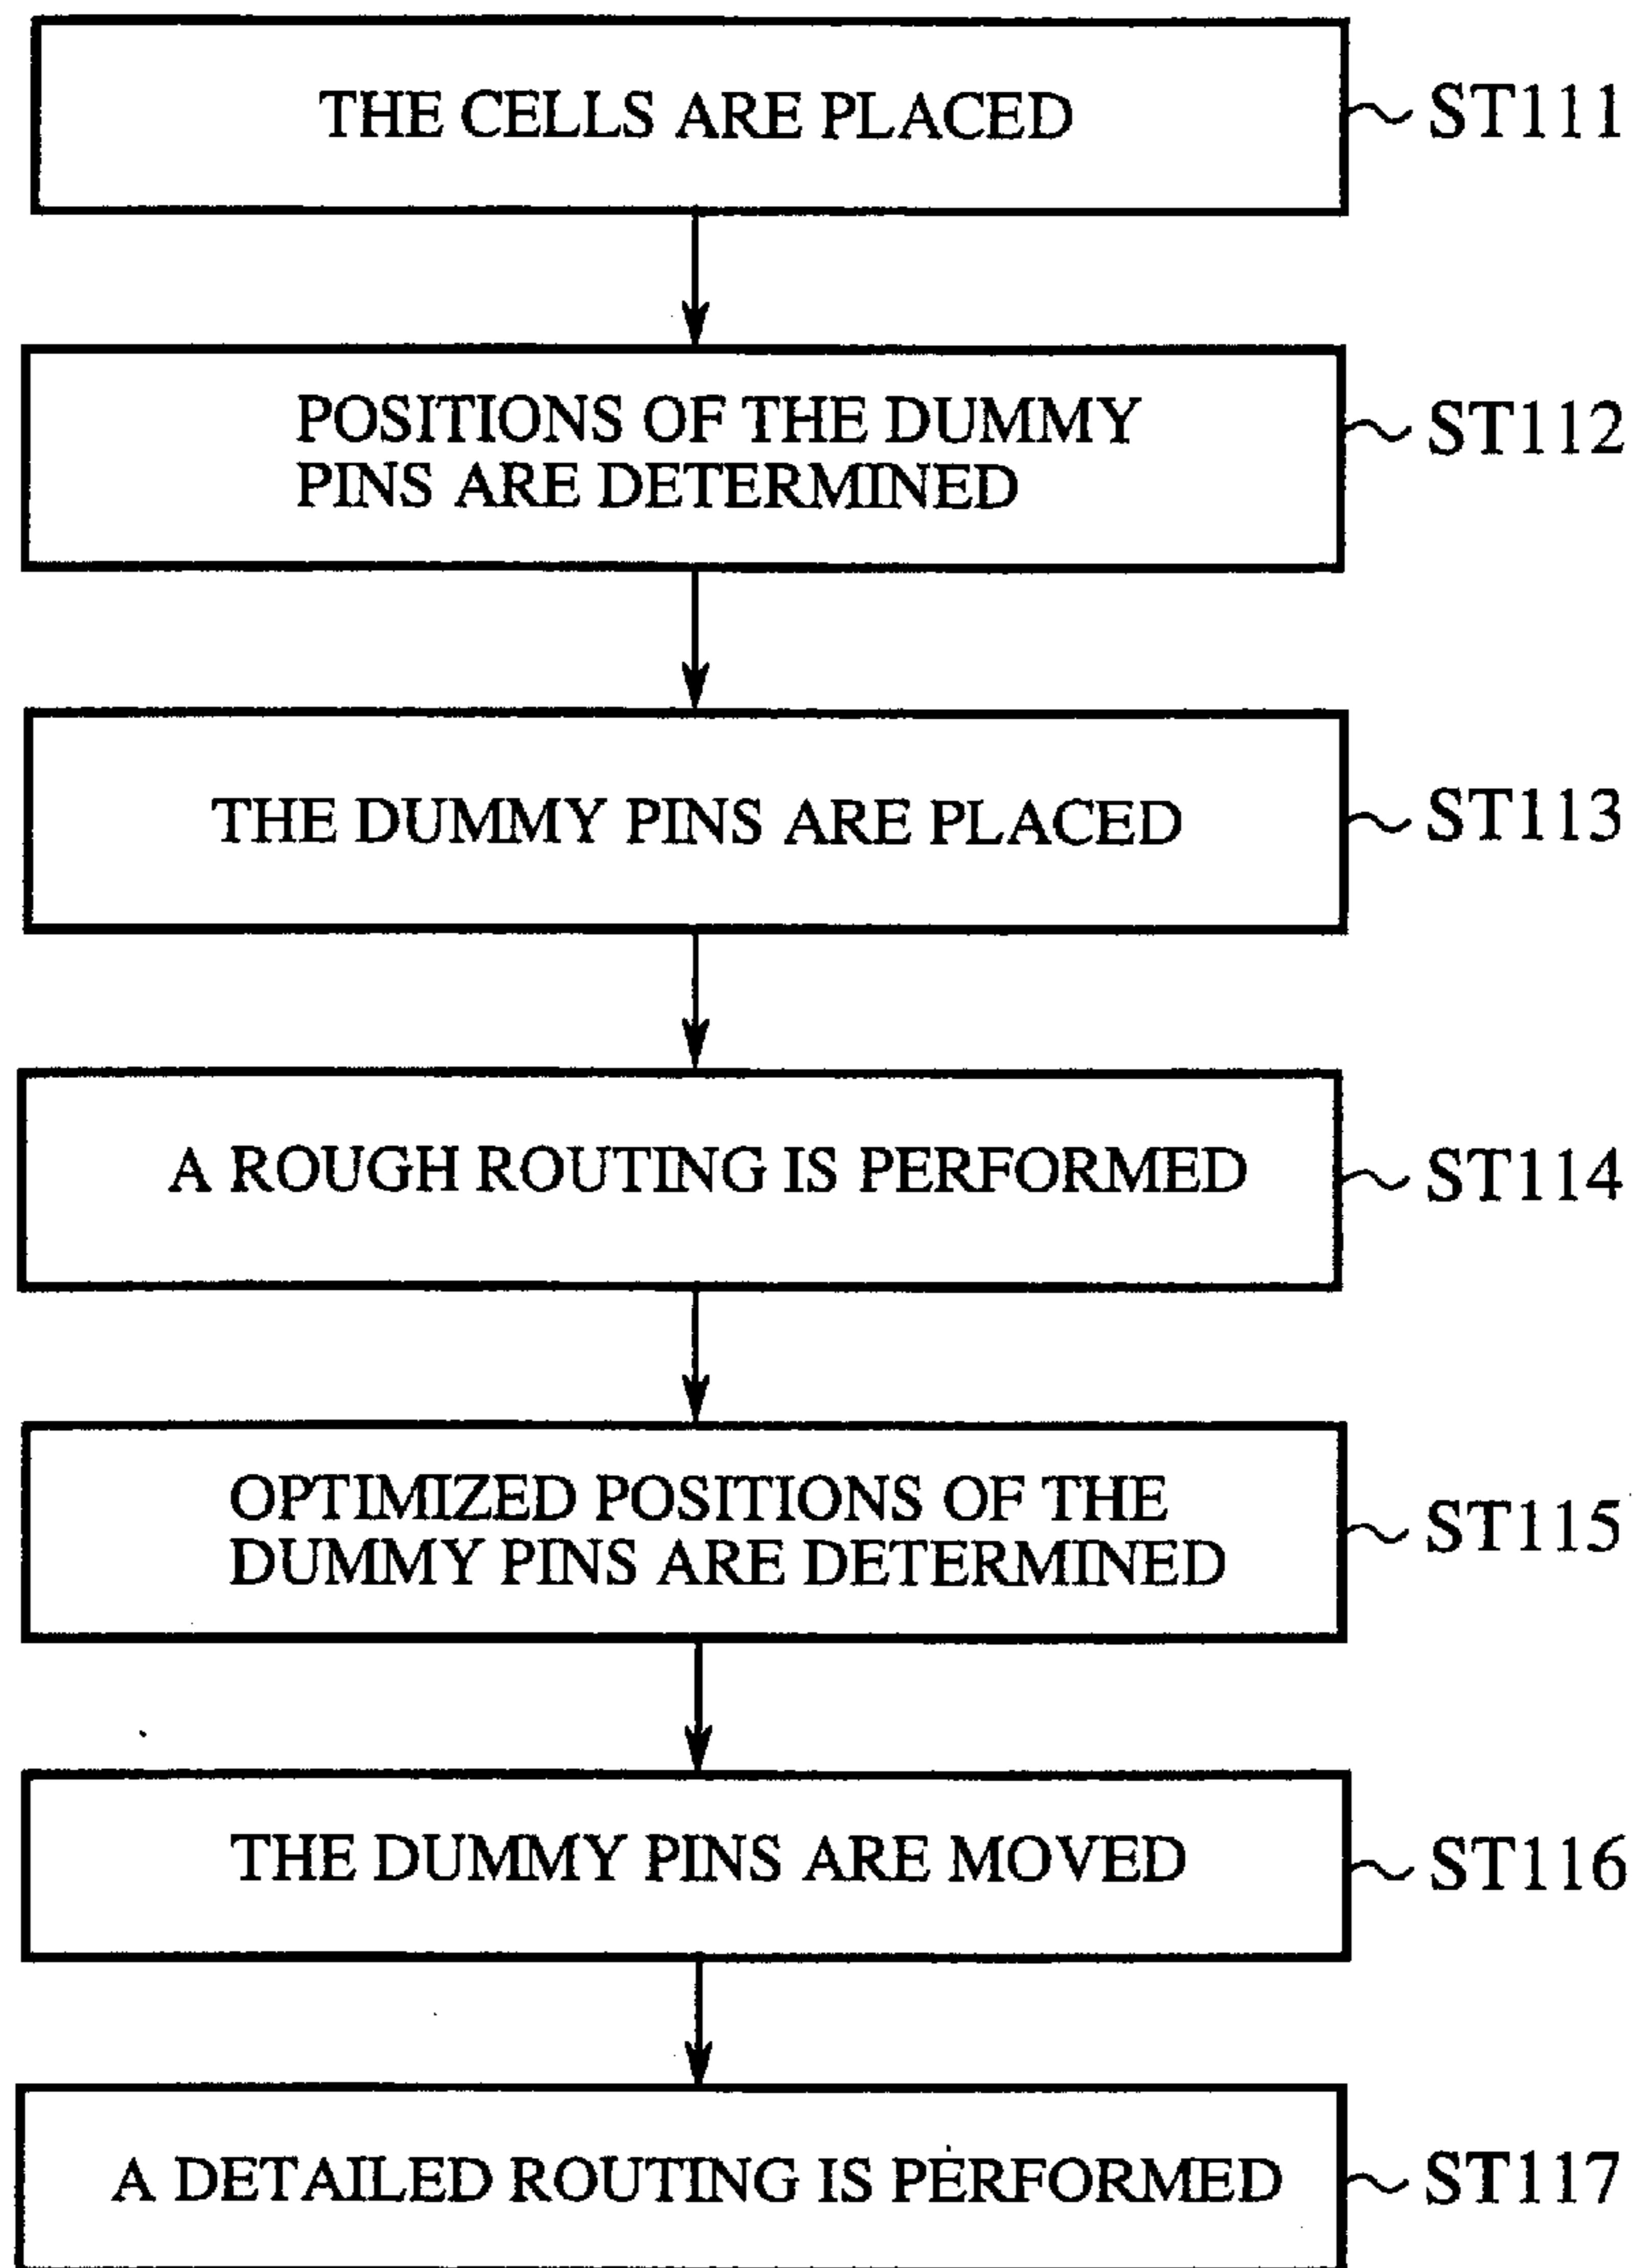 THE CELLS ARE PLACED
ST111
POSITIONS OF THE DUMMY
PINS ARE DETERMINED
ST112
THE DUMMY PINS ARE PLACED
ST113
A ROUGH ROUTING IS PERFORMED
ST114
OPTIMIZED POSITIONS OF THE
DUMMY PINS ARE DETERMINED
ST115
THE DUMMY PINS ARE MOVED
ST116
A DETAILED ROUTING IS PERFORMED
ST117